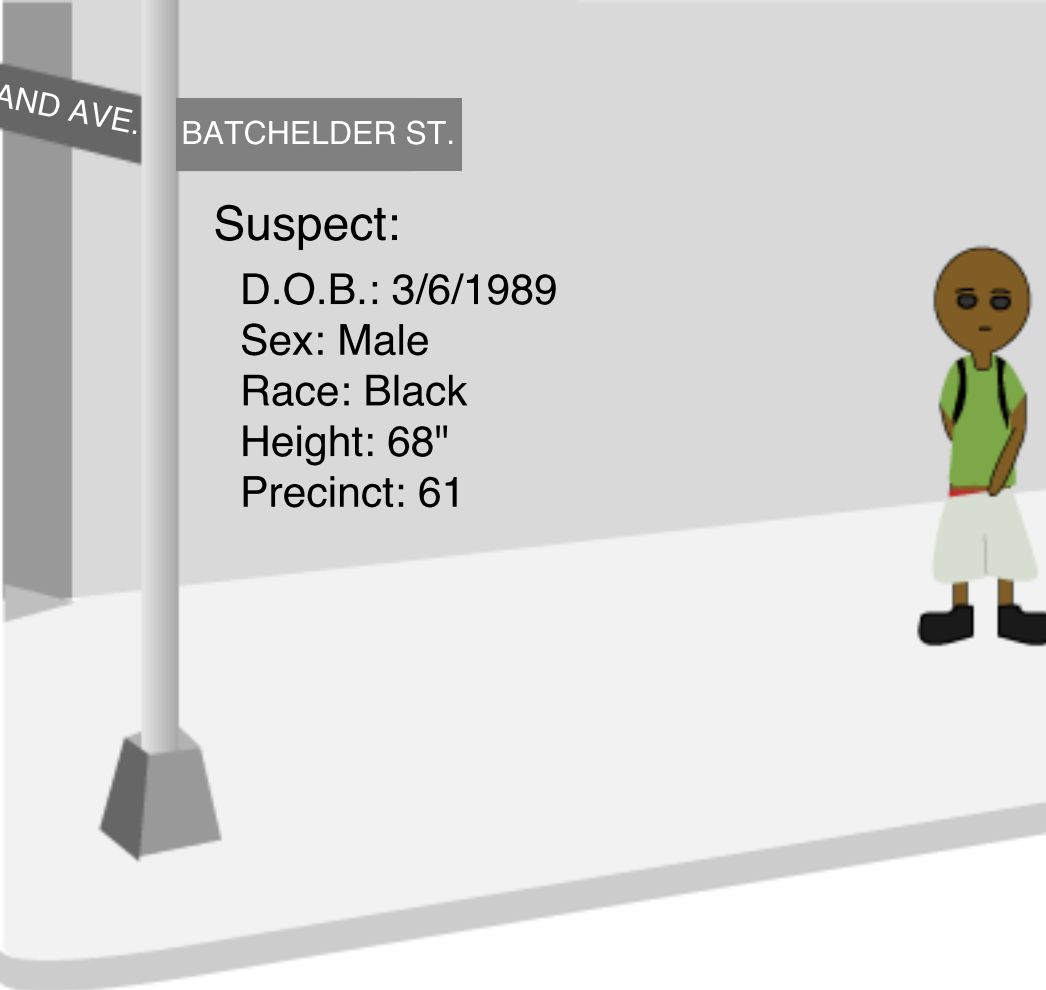 AND AVE.
BATCHELDER ST.
Suspect:
D.O.B.: 3/6/1989
Sex: Male
Race: Black
Height: 68"
Precinct: 61